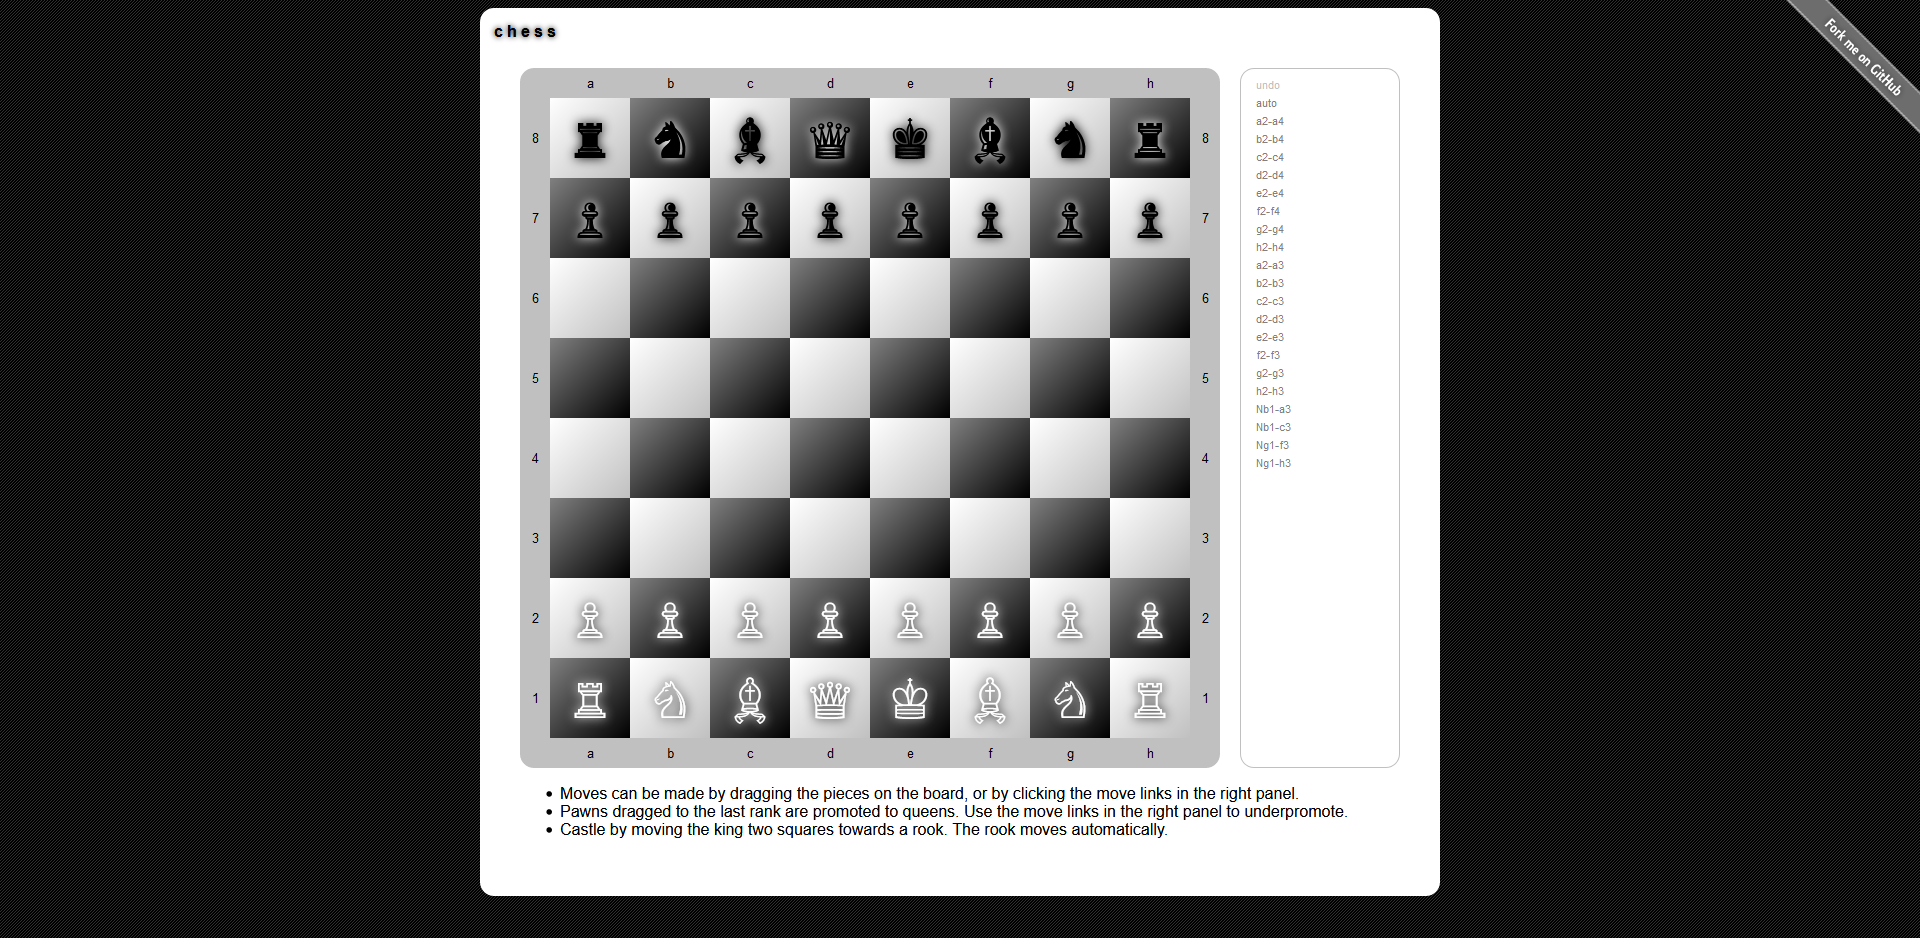 chess
Fork me on GitHub
a b c d e f g h
8 8
7 7
6 6
5 5
4 4
3 3
2 2
1 1
a b c d e f g h
undo
auto
a2-a4
b2-b4
c2-c4
d2-d4
e2-e4
f2-f4
g2-g4
h2-h4
a2-a3
b2-b3
c2-c3
d2-d3
e2-e3
f2-f3
g2-g3
h2-h3
Nb1-a3
Nb1-c3
Ng1-f3
Ng1-h3
• Moves can be made by dragging the pieces on the board, or by clicking the move links in the right panel.
• Pawns dragged to the last rank are promoted to queens. Use the move links in the right panel to underpromote.
• Castle by moving the king two squares towards a rook. The rook moves automatically.